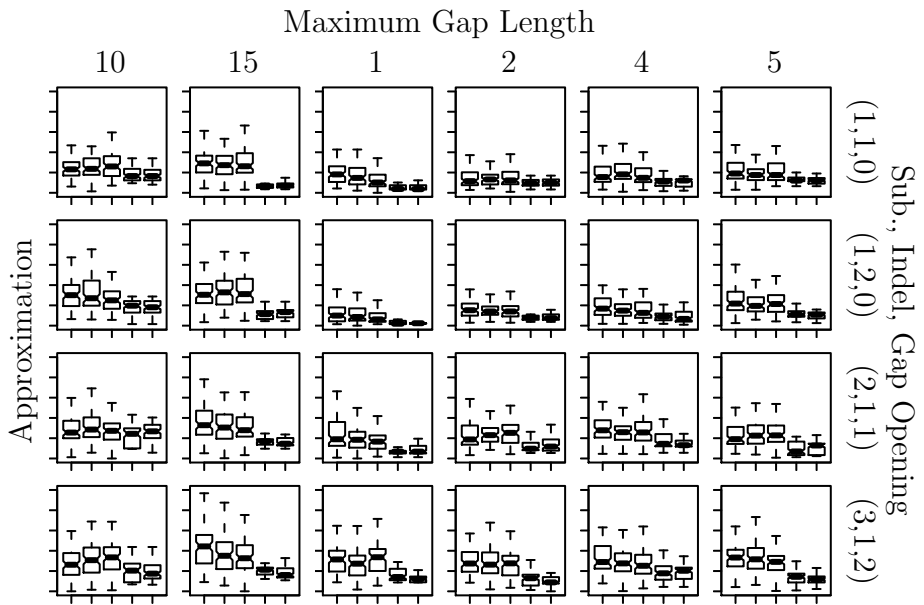 Maximum Gap Length
10 15 1 2 4 5
Approximation
(1,1,0)
(1,2,0)
(2,1,1)
(3,1,2)
Sub., Indel, Gap Opening